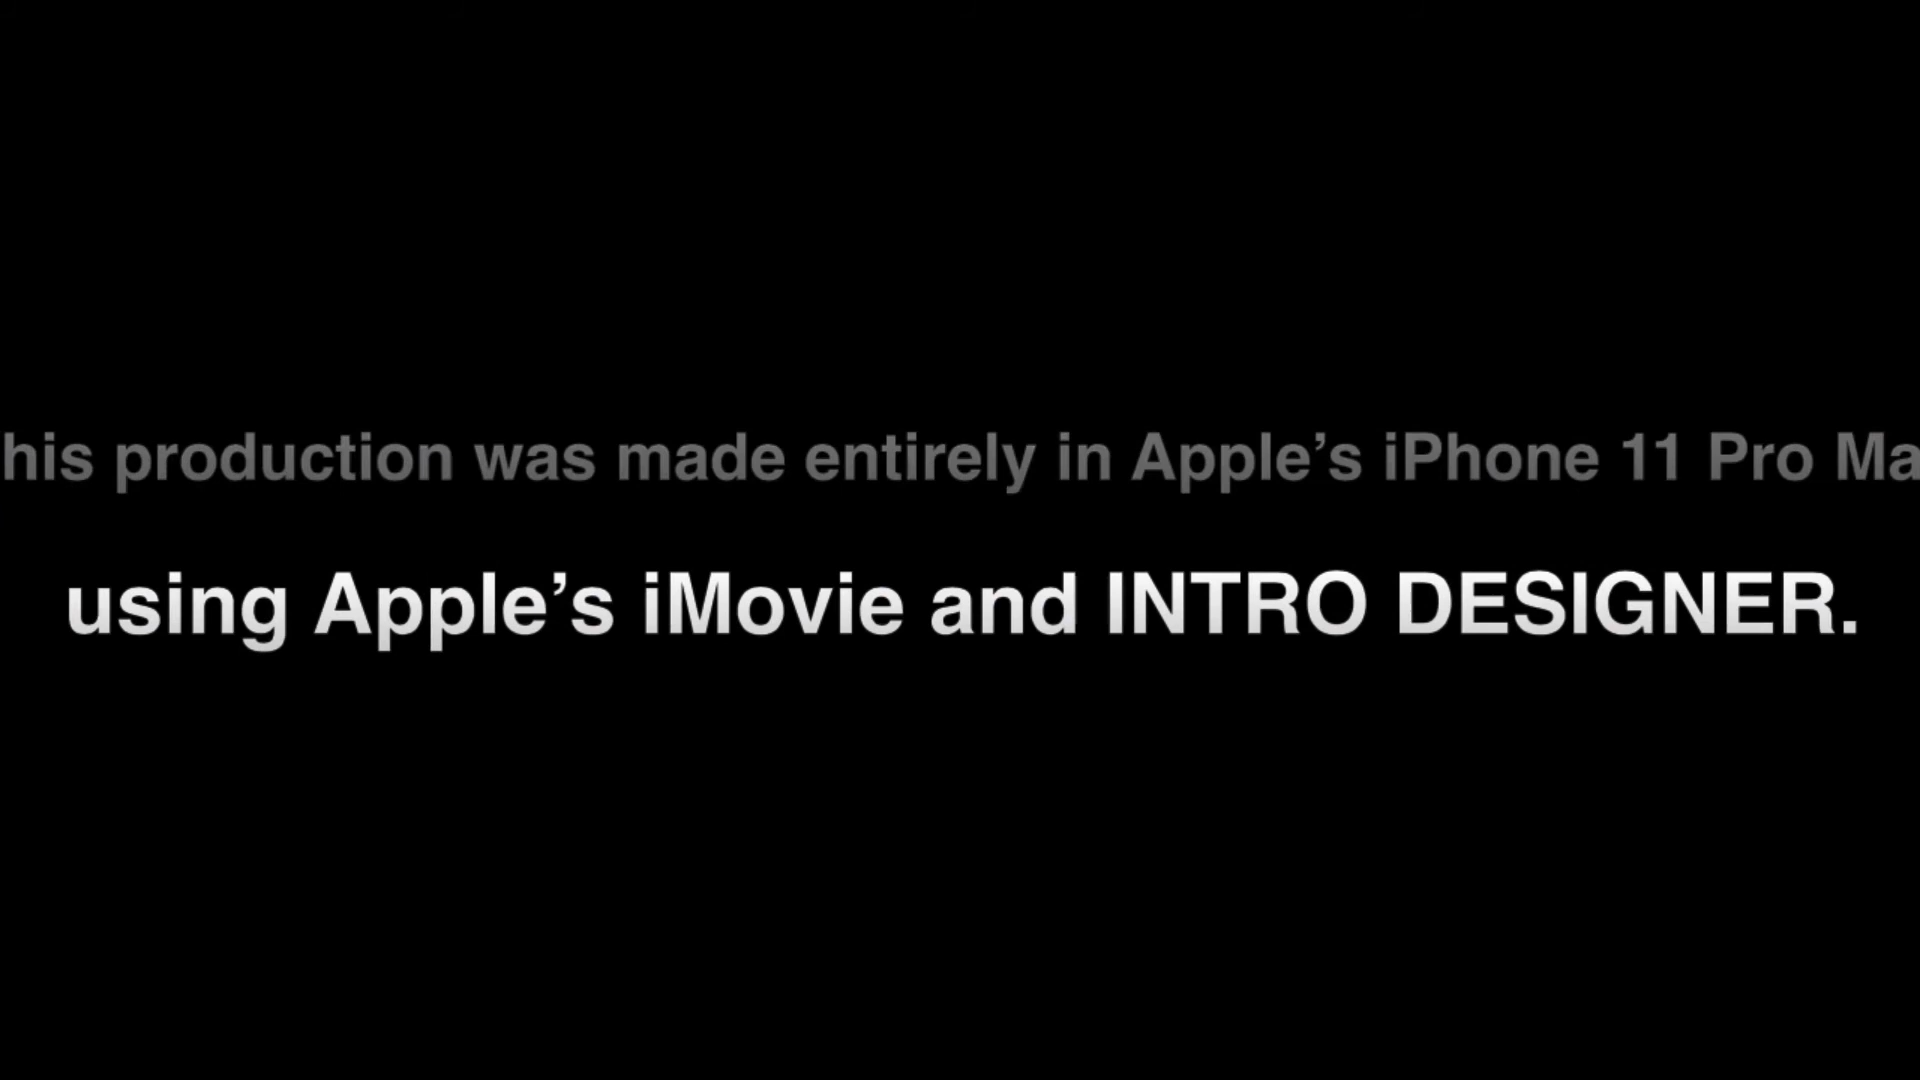 his production was made entirely in Apple’s iPhone 11 Pro Ma
using Apple’s iMovie and INTRO DESIGNER.